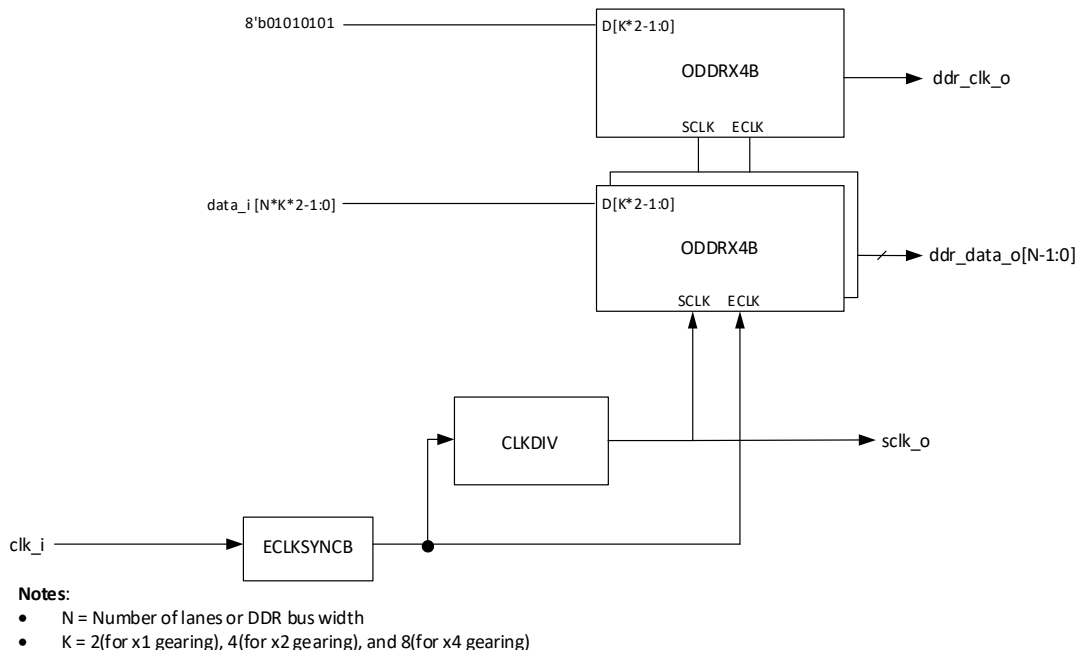 8'b01010101
D[K*2-1:0]
ODDRX4B
ddr_clk_o
SCLK ECLK
data_i [N*K*2-1:0]
D[K*2-1:0]
ODDRX4B
ddr_data_o[N-1:0]
SCLK ECLK
CLKDIV
sclk_o
clk_i
ECLKSYNCB
Notes:
• N = Number of lanes or DDR bus width
• K = 2(for x1 gearing), 4(for x2 gearing), and 8(for x4 gearing)